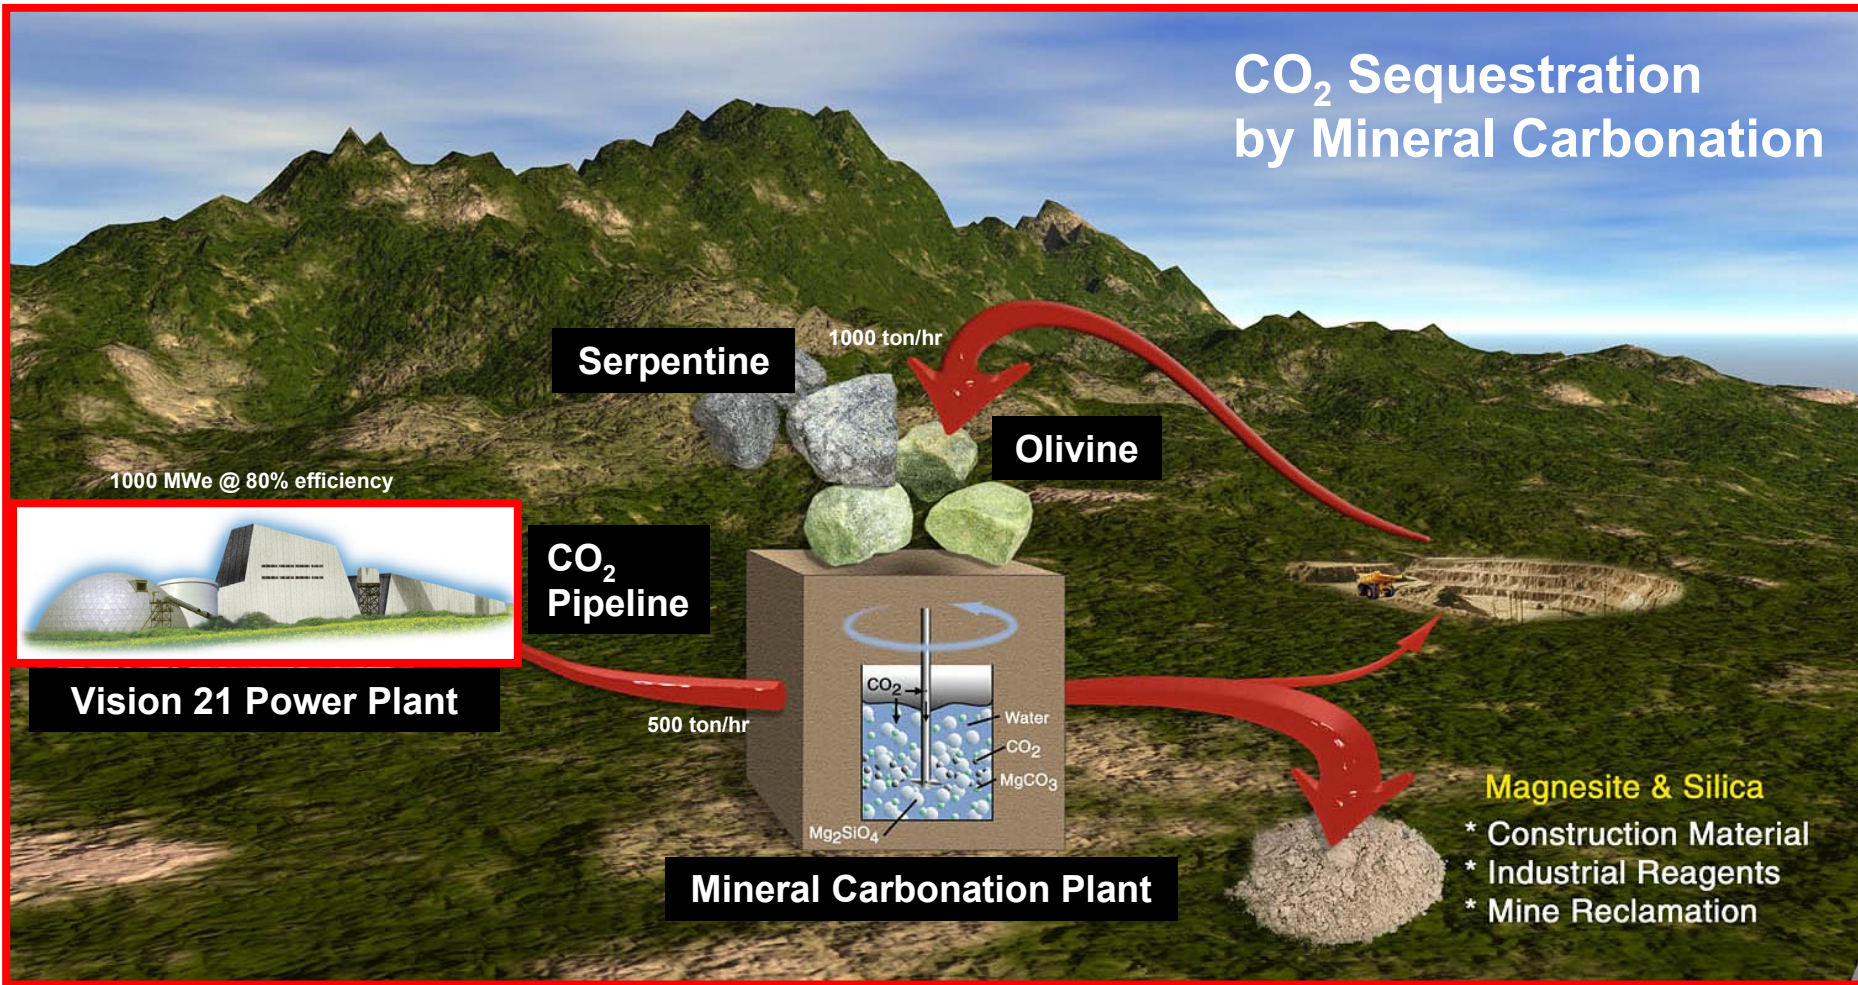 CO₂ Sequestration
by Mineral Carbonation
1000 ton/hr
Serpentine
Olivine
1000 MWe @ 80% efficiency
CO₂
Pipeline
Vision 21 Power Plant
500 ton/hr
CO₂
Water
CO₂
MgCO₃
Mg₂SiO₄
Mineral Carbonation Plant
Magnesite & Silica
* Construction Material
* Industrial Reagents
* Mine Reclamation